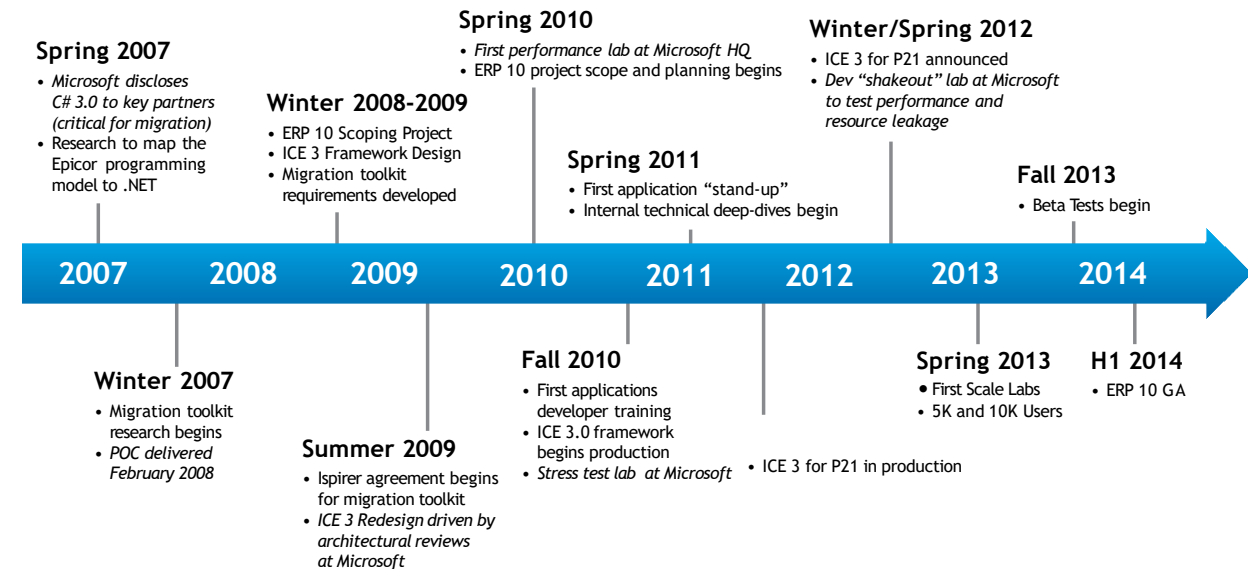 Spring 2007
• Microsoft discloses
C# 3.0 to key partners
(critical for migration)
• Research to map the
Epicor programming
model to .NET
Winter 2008-2009
• ERP 10 Scoping Project
• ICE 3 Framework Design
• Migration toolkit
requirements developed
Spring 2010
• First performance lab at Microsoft HQ
• ERP 10 project scope and planning begins
Spring 2011
• First application “stand-up”
• Internal technical deep-dives begin
Winter/Spring 2012
• ICE 3 for P21 announced
• Dev “shakeout” lab at Microsoft
to test performance and
resource leakage
Fall 2013
• Beta Tests begin
2007 2008 2009 2010 2011 2012 2013 2014
Winter 2007
• Migration toolkit
research begins
• POC delivered
February 2008
Summer 2009
• Ispirer agreement begins
for migration toolkit
• ICE 3 Redesign driven by
architectural reviews
at Microsoft
Fall 2010
• First applications
developer training
• ICE 3.0 framework
begins production
• Stress test lab at Microsoft
• ICE 3 for P21 in production
Spring 2013
• First Scale Labs
• 5K and 10K Users
H1 2014
• ERP 10 GA